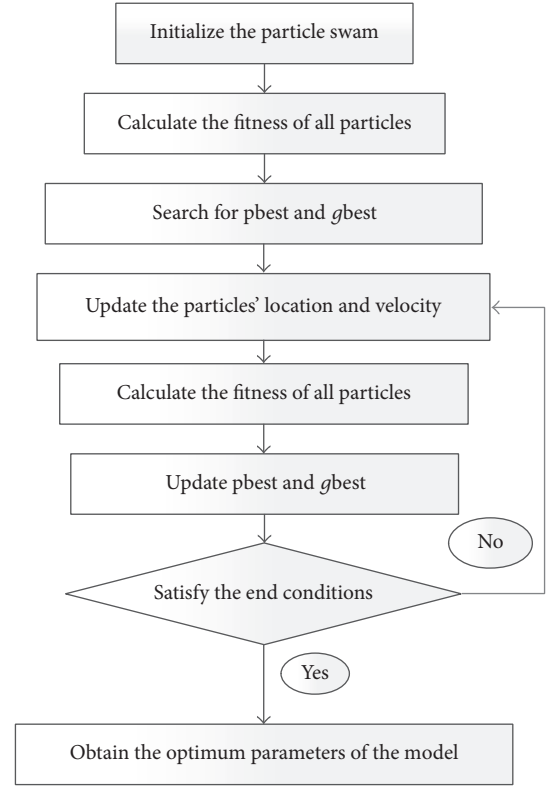 Initialize the particle swam
Calculate the fitness of all particles
Search for pbest and gbest
Update the particles' location and velocity
Calculate the fitness of all particles
Update pbest and gbest
No
Satisfy the end conditions
Yes
Obtain the optimum parameters of the model